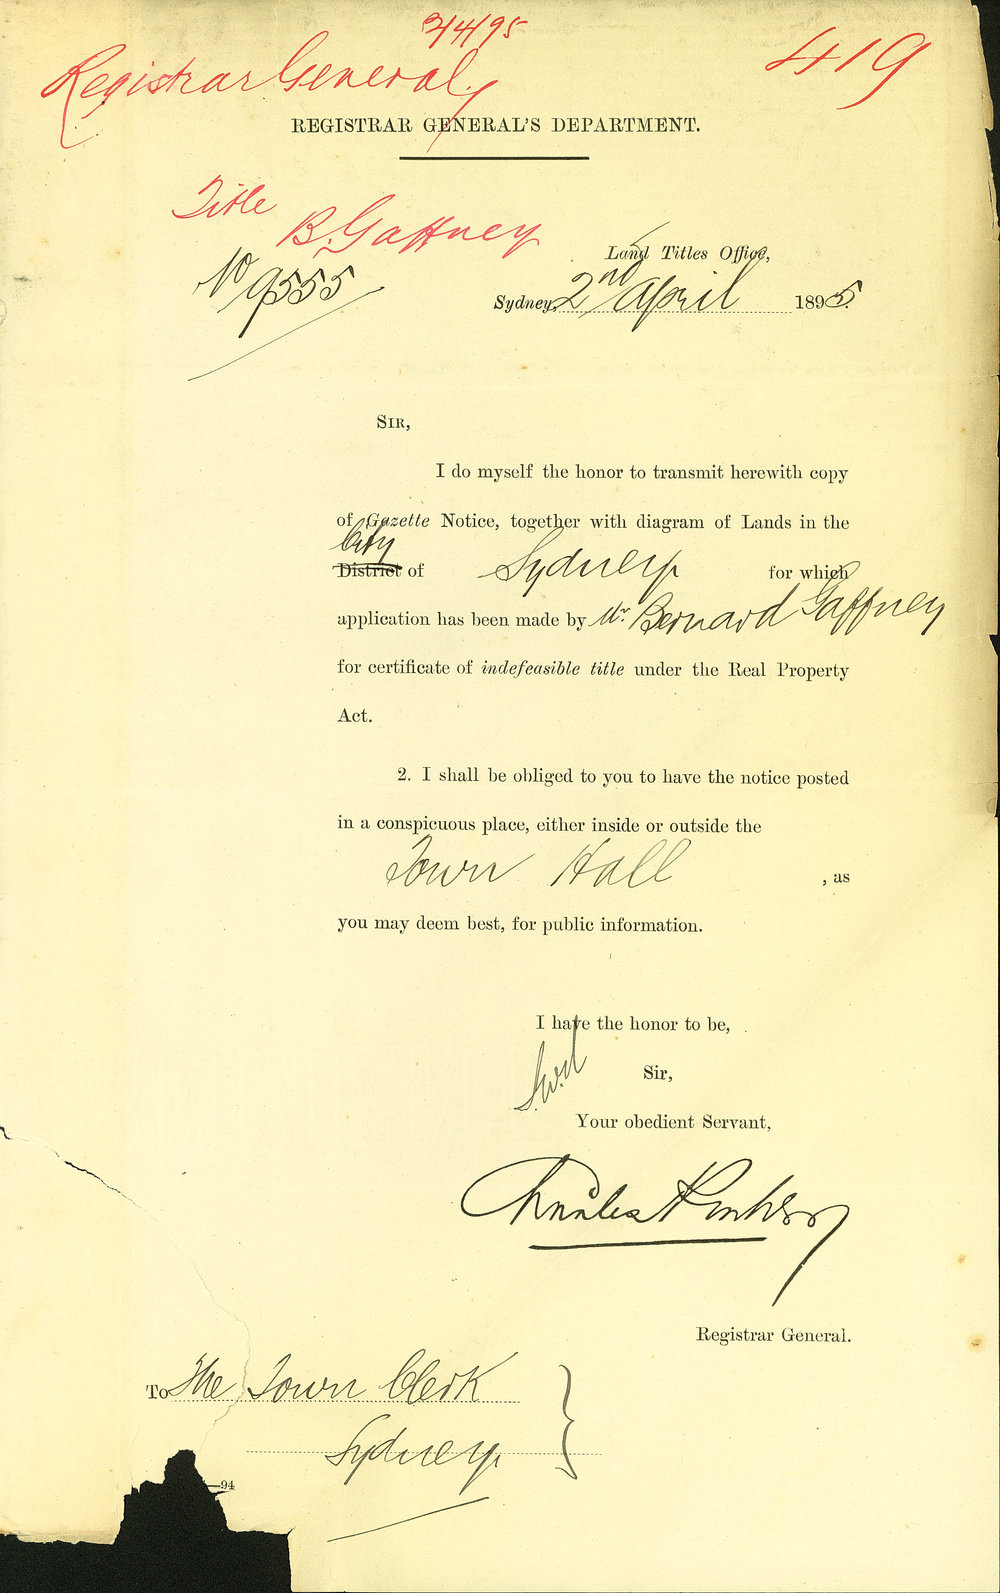 3/4/95
Registrar General
419
REGISTRAR GENERAL'S DEPARTMENT.
Title
B. Gaffney
No 9555
Land Titles Office,
Sydney, 2nd April 1895.
SIR,
I do myself the honor to transmit herewith copy
of Gazette Notice, together with diagram of Lands in the
City
District of Sydney for which
application has been made by Mr. Bernard Gaffney
for certificate of indefeasible title under the Real Property
Act.
2. I shall be obliged to you to have the notice posted
in a conspicuous place, either inside or outside the
Town Hall , as
you may deem best, for public information.
I have the honor to be,
Sir,
Your obedient Servant,
Charles
Registrar General.
To The Town Clerk
Sydney
—94